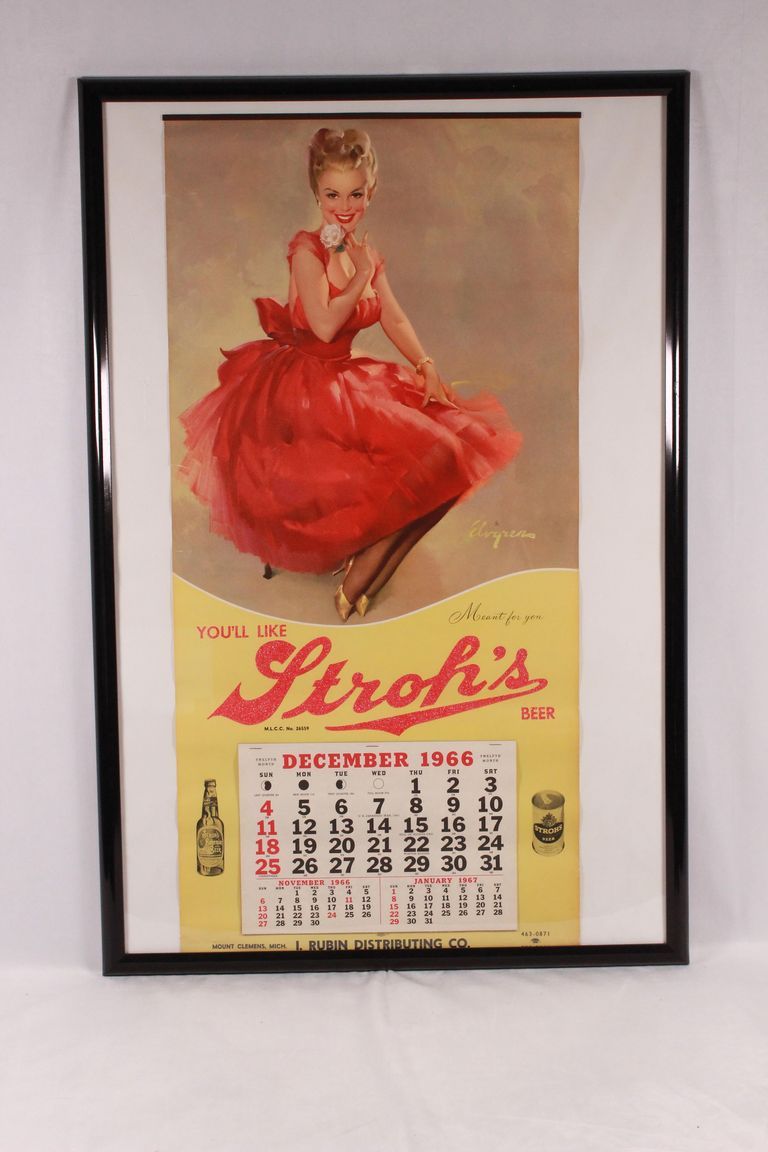 Elvgren
Meant for you
YOU'LL LIKE
Stroh's
BEER
M.L.C.C. No. 26559
TWELFTH MONTH
DECEMBER 1966
TWELFTH MONTH
SUN MON TUE WED THU FRI SAT
1 2 3
4 5 6 7 8 9 10
11 12 13 14 15 16 17
18 19 20 21 22 23 24
25 26 27 28 29 30 31
NOVEMBER 1966
SUN MON TUE WED THU FRI SAT
1 2 3 4 5
6 7 8 9 10 11 12
13 14 15 16 17 18 19
20 21 22 23 24 25 26
27 28 29 30
JANUARY 1967
SUN MON TUE WED THU FRI SAT
1 2 3 4 5 6 7
8 9 10 11 12 13 14
15 16 17 18 19 20 21
22 23 24 25 26 27 28
29 30 31
STROH'S
BEER
MOUNT CLEMENS, MICH. I. RUBIN DISTRIBUTING CO. 463-0871